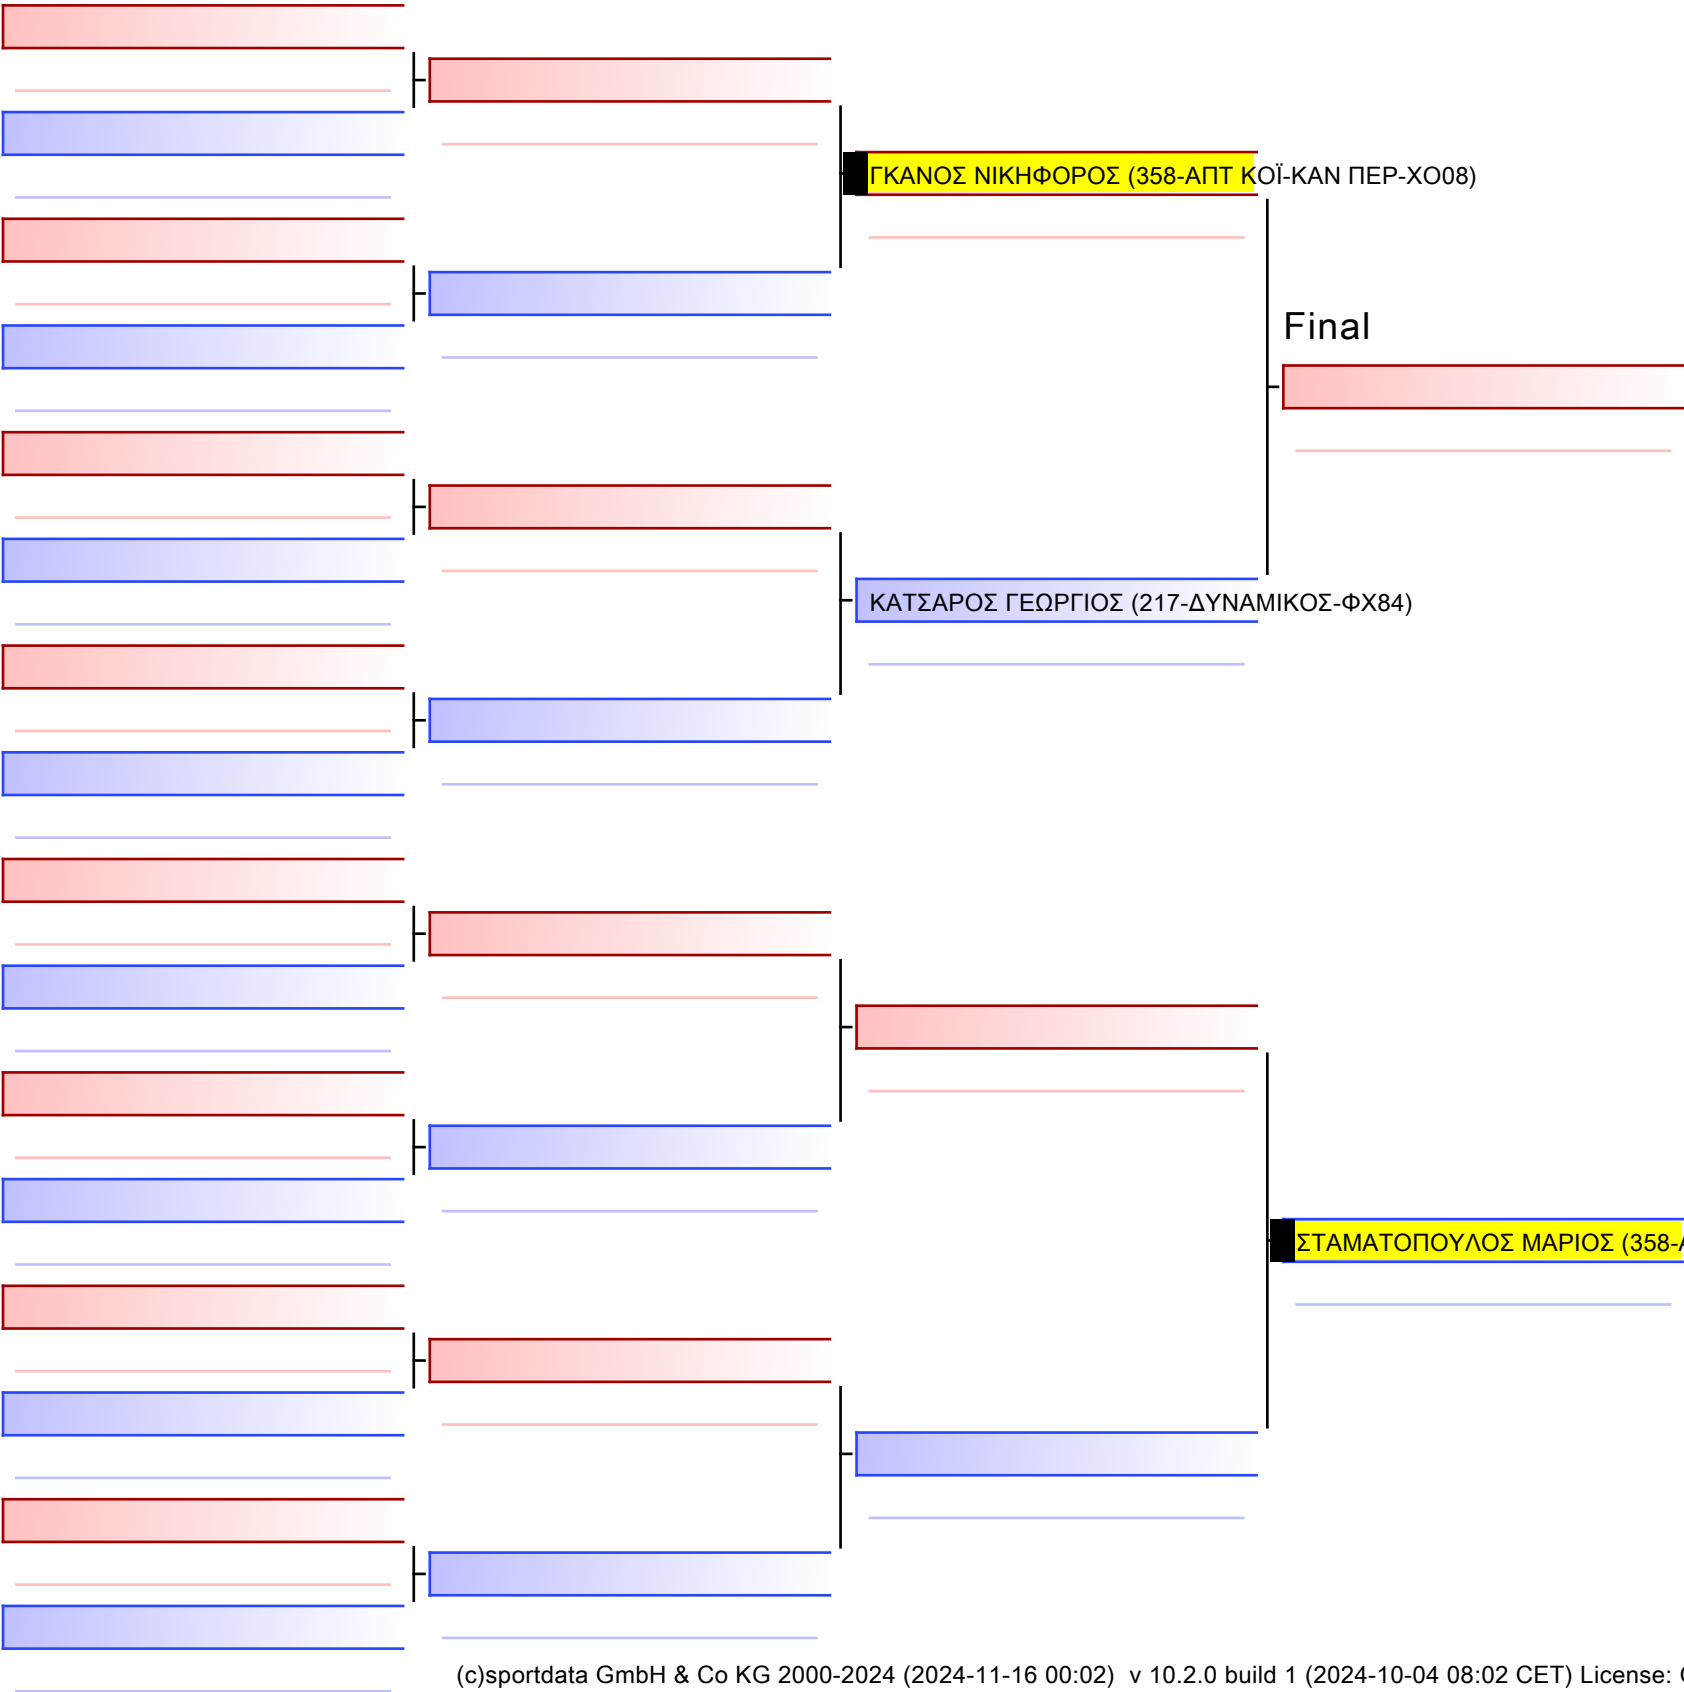 ΓΚΑΝΟΣ ΝΙΚΗΦΟΡΟΣ (358-ΑΠΤ ΚΟΪ-ΚΑΝ ΠΕΡ-ΧΟ08)
Final
ΚΑΤΣΑΡΟΣ ΓΕΩΡΓΙΟΣ (217-ΔΥΝΑΜΙΚΟΣ-ΦΧ84)
ΣΤΑΜΑΤΟΠΟΥΛΟΣ ΜΑΡΙΟΣ (358-Α
(c)sportdata GmbH & Co KG 2000-2024 (2024-11-16 00:02) v 10.2.0 build 1 (2024-10-04 08:02 CET) License: